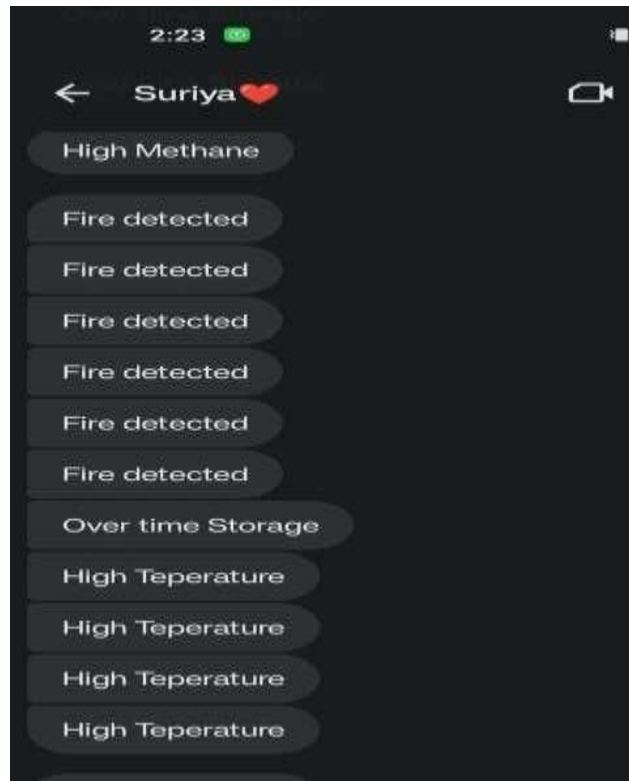 2:23
Suriya❤️
High Methane
Fire detected
Fire detected
Fire detected
Fire detected
Fire detected
Fire detected
Over time Storage
High Teperature
High Teperature
High Teperature
High Teperature